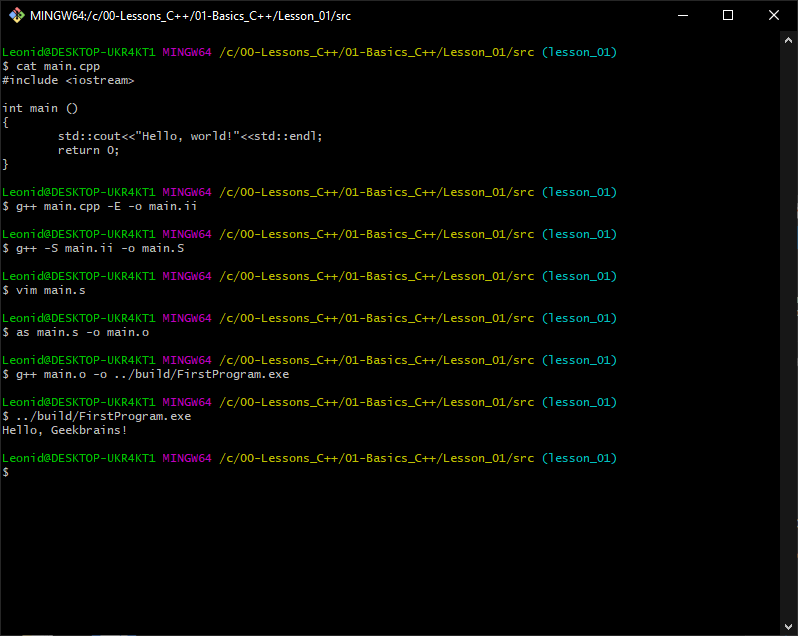 MINGW64:/c/00-Lessons_C++/01-Basics_C++/Lesson_01/src
Leonid@DESKTOP-UKR4KT1 MINGW64 /c/00-Lessons_C++/01-Basics_C++/Lesson_01/src (lesson_01)
$ cat main.cpp
#include <iostream>
int main ()
{
std::cout<<"Hello, world!"<<std::endl;
return 0;
}
Leonid@DESKTOP-UKR4KT1 MINGW64 /c/00-Lessons_C++/01-Basics_C++/Lesson_01/src (lesson_01)
$ g++ main.cpp -E -o main.ii
Leonid@DESKTOP-UKR4KT1 MINGW64 /c/00-Lessons_C++/01-Basics_C++/Lesson_01/src (lesson_01)
$ g++ -S main.ii -o main.S
Leonid@DESKTOP-UKR4KT1 MINGW64 /c/00-Lessons_C++/01-Basics_C++/Lesson_01/src (lesson_01)
$ vim main.s
Leonid@DESKTOP-UKR4KT1 MINGW64 /c/00-Lessons_C++/01-Basics_C++/Lesson_01/src (lesson_01)
$ as main.s -o main.o
Leonid@DESKTOP-UKR4KT1 MINGW64 /c/00-Lessons_C++/01-Basics_C++/Lesson_01/src (lesson_01)
$ g++ main.o -o ../build/FirstProgram.exe
Leonid@DESKTOP-UKR4KT1 MINGW64 /c/00-Lessons_C++/01-Basics_C++/Lesson_01/src (lesson_01)
$ ../build/FirstProgram.exe
Hello, Geekbrains!
Leonid@DESKTOP-UKR4KT1 MINGW64 /c/00-Lessons_C++/01-Basics_C++/Lesson_01/src (lesson_01)
$